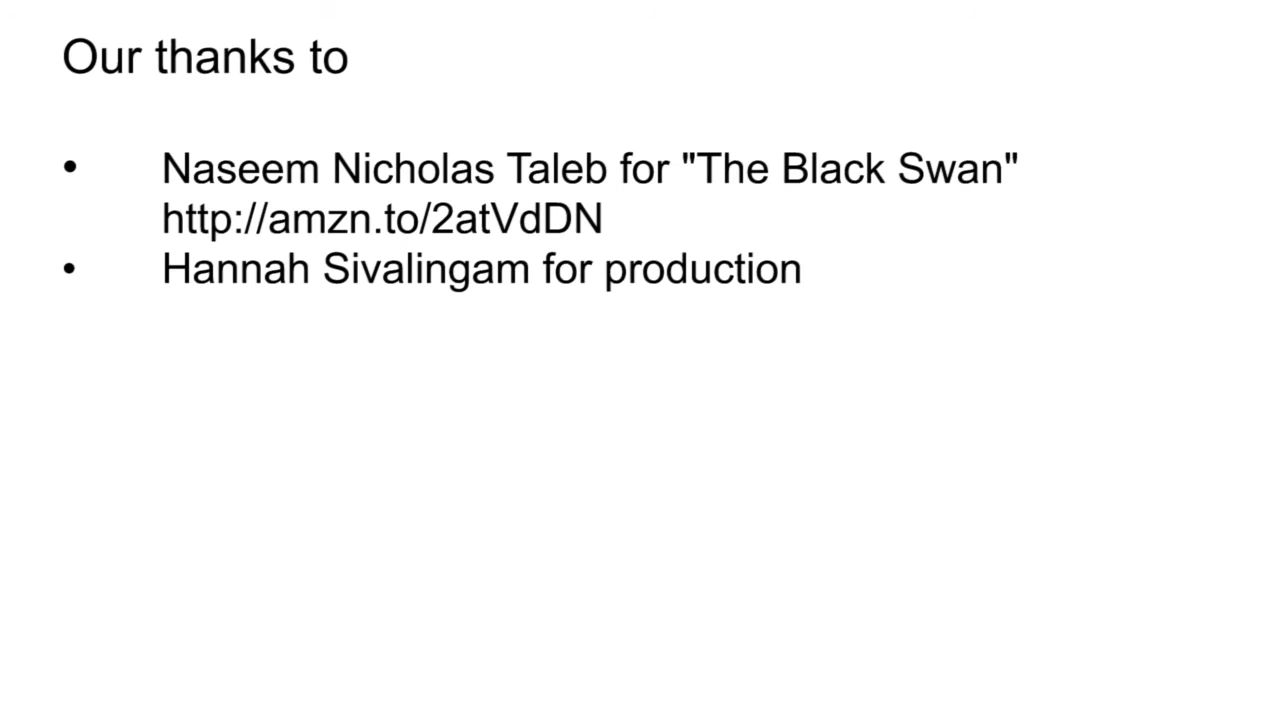 Our thanks to
• Naseem Nicholas Taleb for "The Black Swan"
http://amzn.to/2atVdDN
• Hannah Sivalingam for production